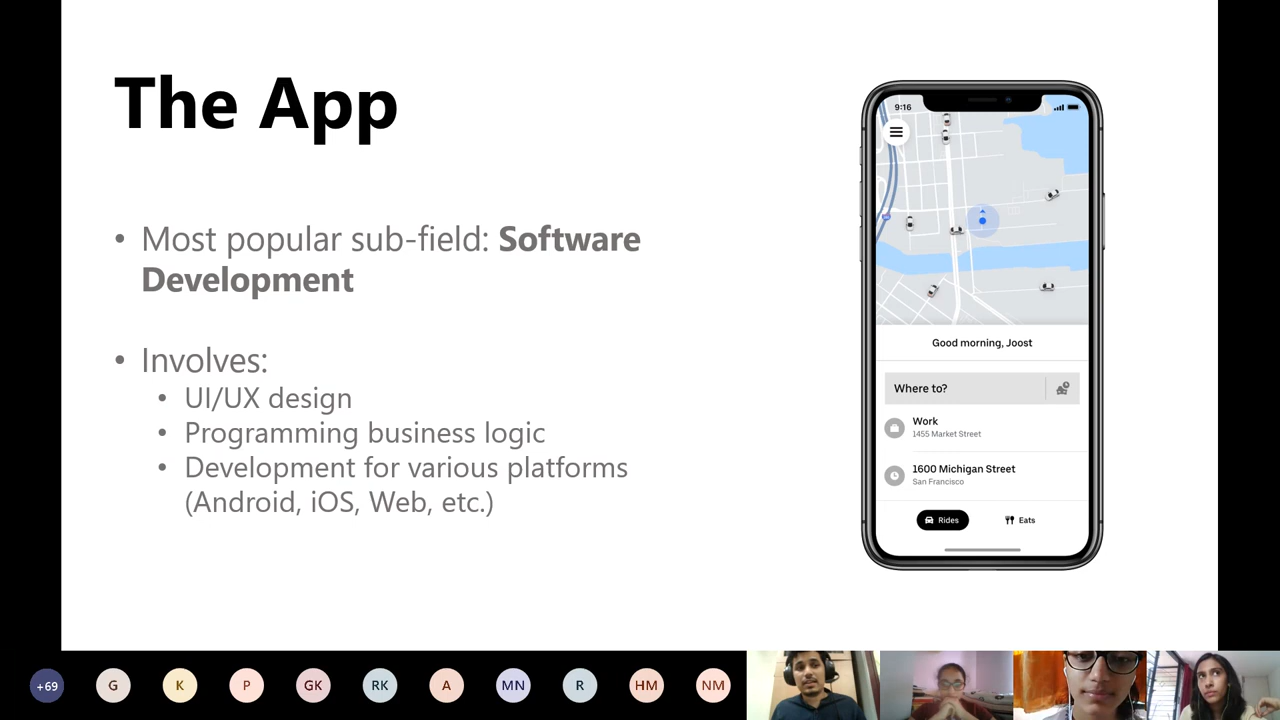 The App
• Most popular sub-field: Software
Development
• Involves:
• UI/UX design
• Programming business logic
• Development for various platforms
(Android, iOS, Web, etc.)
9:16
Good morning, Joost
Where to?
Work
1455 Market Street
1600 Michigan Street
San Francisco
Rides
Eats
+69
G
K
P
GK
RK
A
MN
R
HM
NM